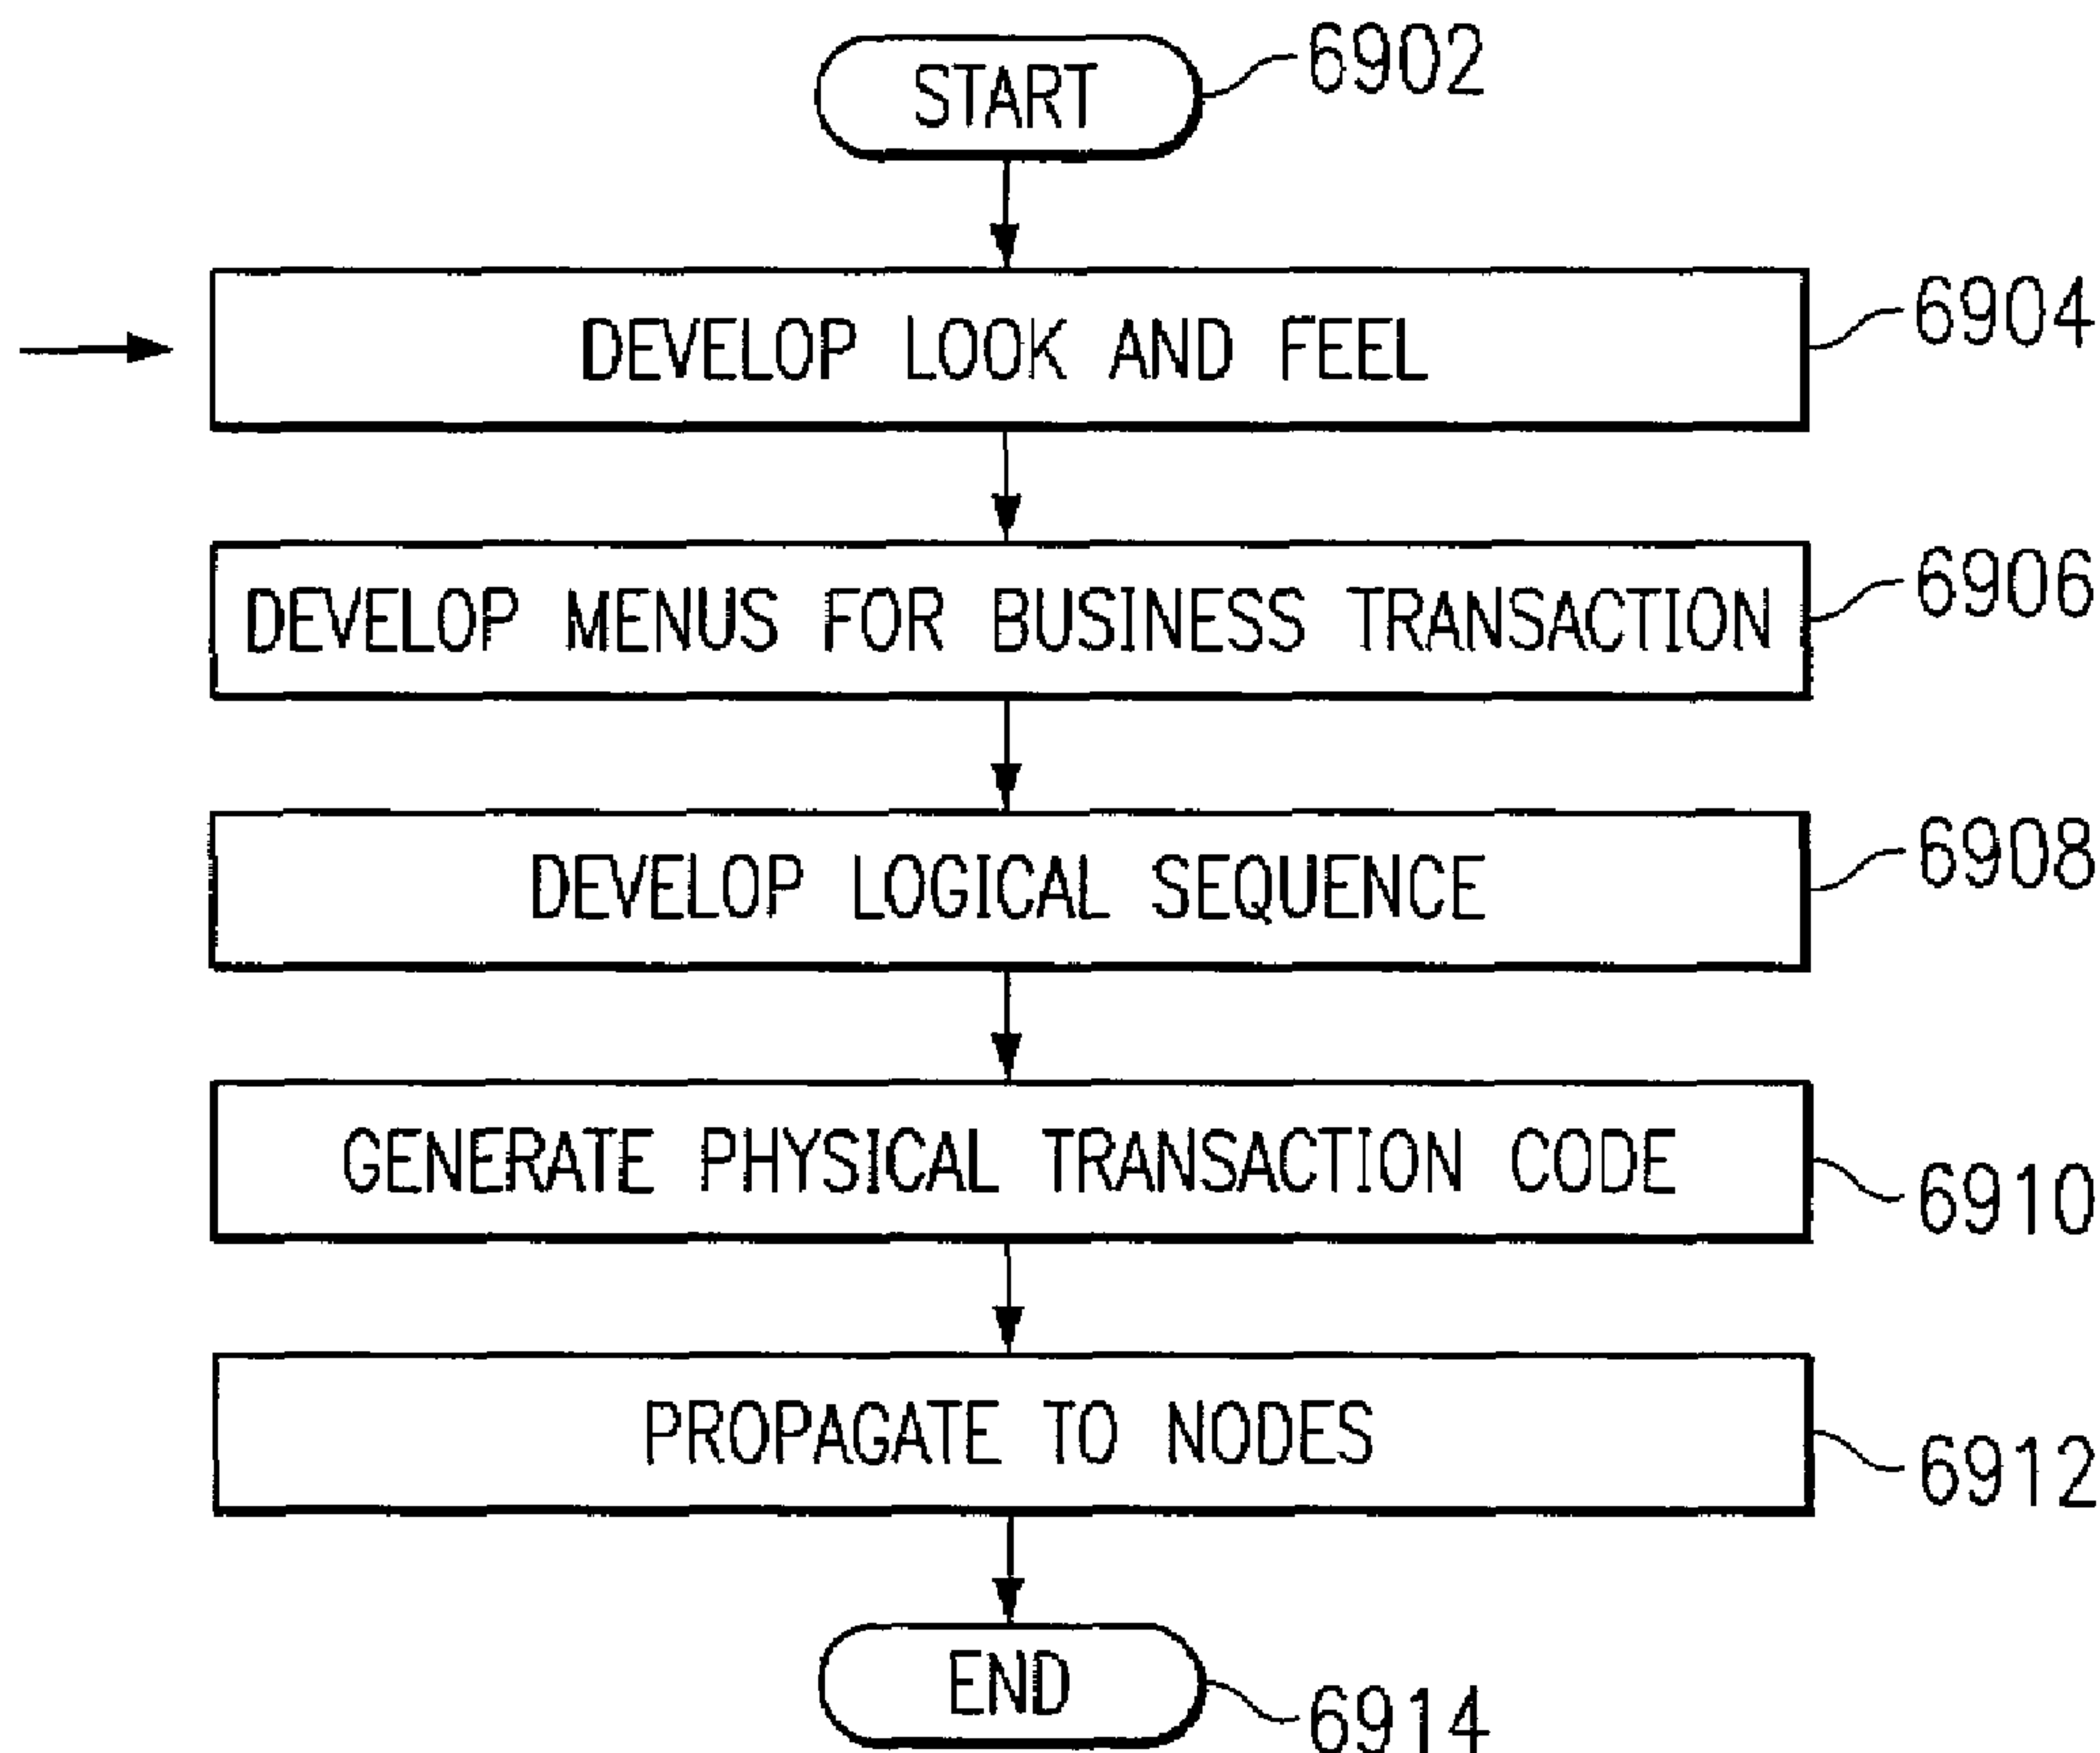 START
6902
DEVELOP LOOK AND FEEL
6904
DEVELOP MENUS FOR BUSINESS TRANSACTION
6906
DEVELOP LOGICAL SEQUENCE
6908
GENERATE PHYSICAL TRANSACTION CODE
6910
PROPAGATE TO NODES
6912
END
6914